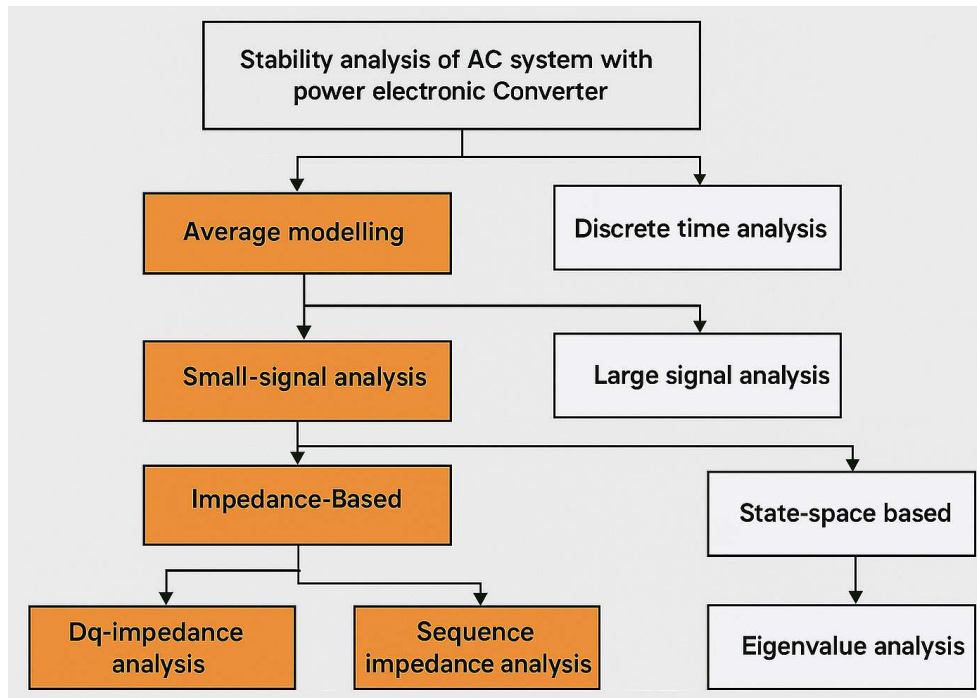 Stability analysis of AC system with
power electronic Converter
Average modelling
Discrete time analysis
Small-signal analysis
Large signal analysis
Impedance-Based
State-space based
Dq-impedance
analysis
Sequence
impedance analysis
Eigenvalue analysis